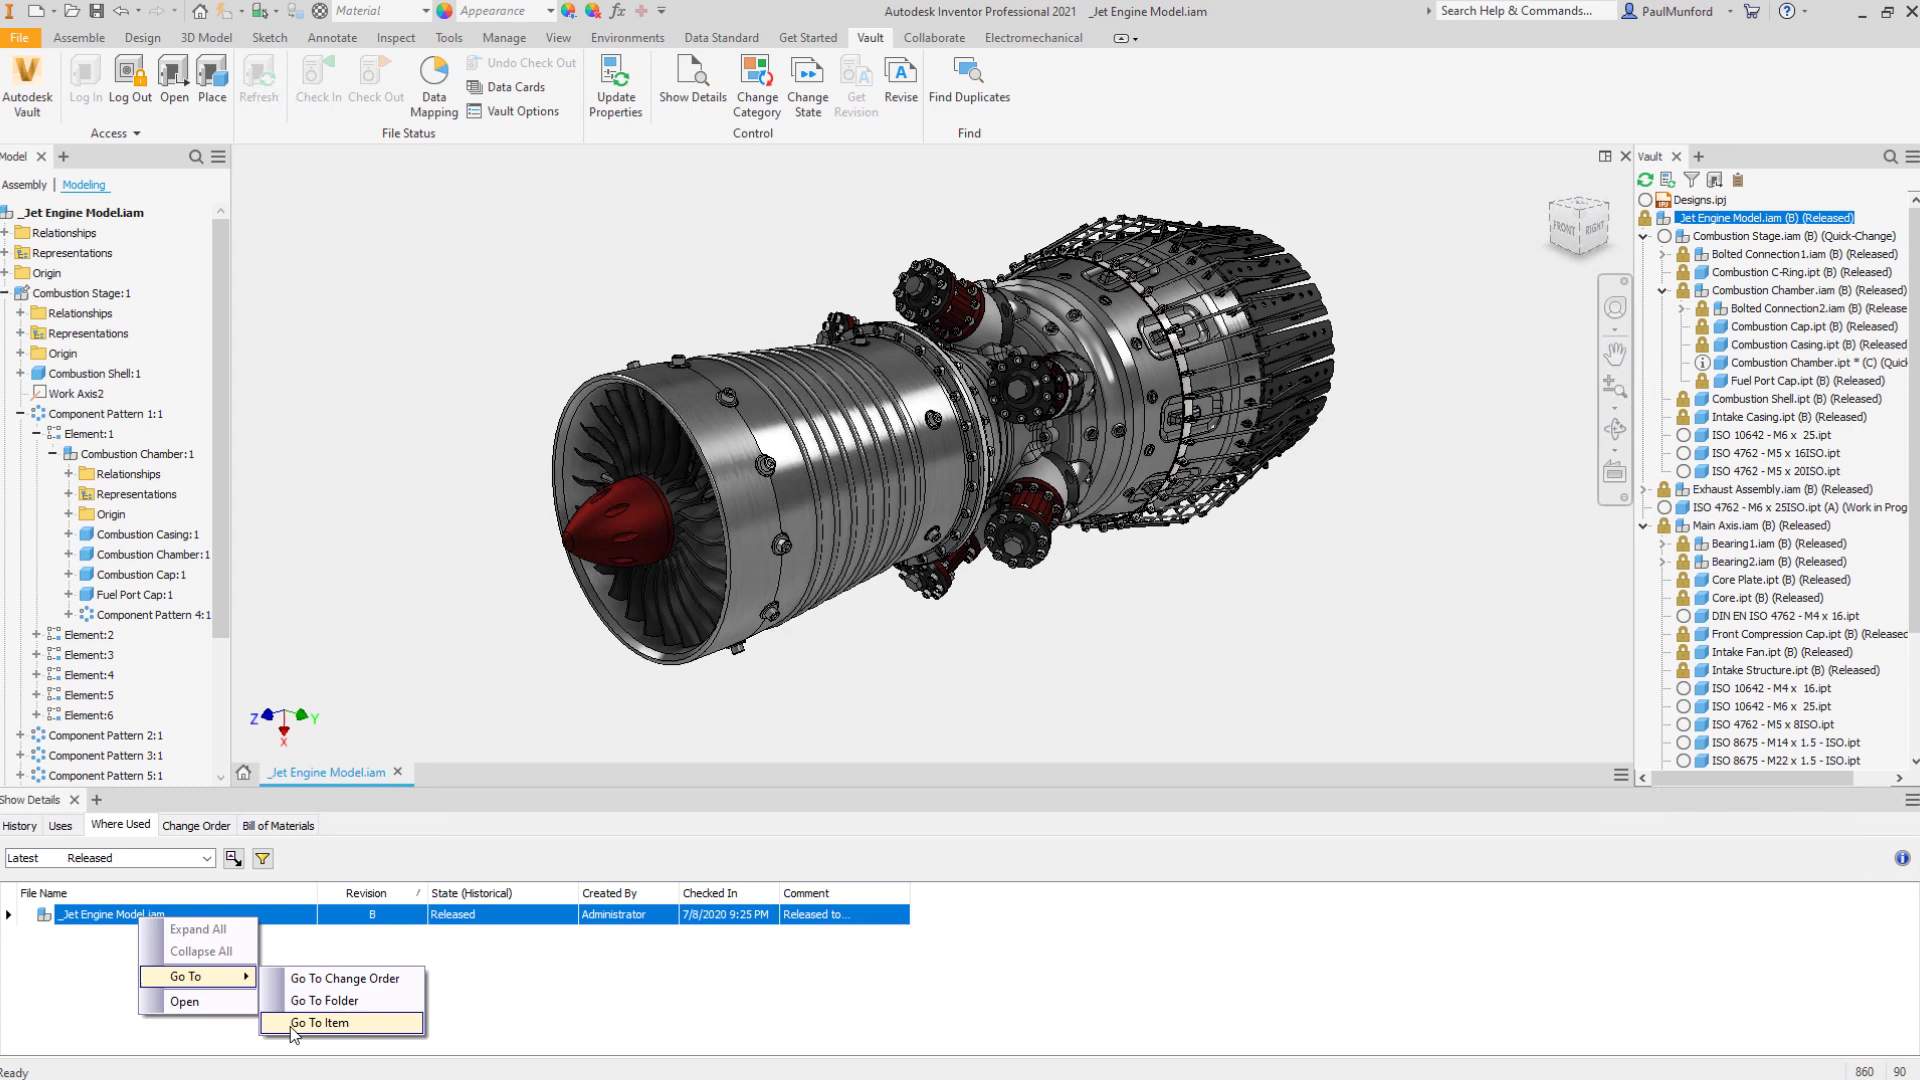 Material
Appearance
Autodesk Inventor Professional 2021 _Jet Engine Model.iam
Search Help & Commands...
PaulMunford
File Assembly Design 3D Model Sketch Annotate Inspect Tools Manage View Environments Data Standard Get Started Vault Collaborate Electromechanical
Autodesk Vault
Log In
Log Out
Open
Place
Refresh
Check In
Check Out
Data Mapping
Undo Check Out
Data Cards
Vault Options
Update Properties
Show Details
Change Category
Change State
Get Revision
Revise
Find Duplicates
Access
File Status
Control
Find
Model
Assembly Modeling
_Jet Engine Model.iam
Relationships
Representations
Origin
Combustion Stage:1
Relationships
Representations
Origin
Combustion Shell:1
Work Axis2
Component Pattern 1:1
Element:1
Combustion Chamber:1
Relationships
Representations
Origin
Combustion Casing:1
Combustion Chamber:1
Combustion Cap:1
Fuel Port Cap:1
Component Pattern 4:1
Element:2
Element:3
Element:4
Element:5
Element:6
Component Pattern 2:1
Component Pattern 3:1
Component Pattern 5:1
FRONT RIGHT
Z Y
X
_Jet Engine Model.iam
Vault
Designs.ipj
_Jet Engine Model.iam (B) (Released)
Combustion Stage.iam (B) (Quick-Change)
Bolted Connection1.iam (B) (Released)
Combustion C-Ring.ipt (B) (Released)
Combustion Chamber.iam (B) (Released)
Bolted Connection2.iam (B) (Release
Combustion Cap.ipt (B) (Released)
Combustion Casing.ipt (B) (Released
Combustion Chamber.ipt * (C) (Quic
Fuel Port Cap.ipt (B) (Released)
Combustion Shell.ipt (B) (Released)
Intake Casing.ipt (B) (Released)
ISO 10642 - M6 x 25.ipt
ISO 4762 - M5 x 16ISO.ipt
ISO 4762 - M5 x 20ISO.ipt
Exhaust Assembly.iam (B) (Released)
ISO 4762 - M6 x 25ISO.ipt (A) (Work in Prog
Main Axis.iam (B) (Released)
Bearing1.iam (B) (Released)
Bearing2.iam (B) (Released)
Core Plate.ipt (B) (Released)
Core.ipt (B) (Released)
DIN EN ISO 4762 - M4 x 16.ipt
Front Compression Cap.ipt (B) (Released
Intake Fan.ipt (B) (Released)
Intake Structure.ipt (B) (Released)
ISO 10642 - M4 x 16.ipt
ISO 10642 - M6 x 25.ipt
ISO 4762 - M5 x 8ISO.ipt
ISO 8675 - M14 x 1.5 - ISO.ipt
ISO 8675 - M22 x 1.5 - ISO.ipt
Show Details
History Uses Where Used Change Order Bill of Materials
Latest Released
File Name Revision State (Historical) Created By Checked In Comment
_Jet Engine Model.iam B Released Administrator 7/8/2020 9:25 PM Released to...
Expand All
Collapse All
Go To
Open
Go To Change Order
Go To Folder
Go To Item
Ready
860 90